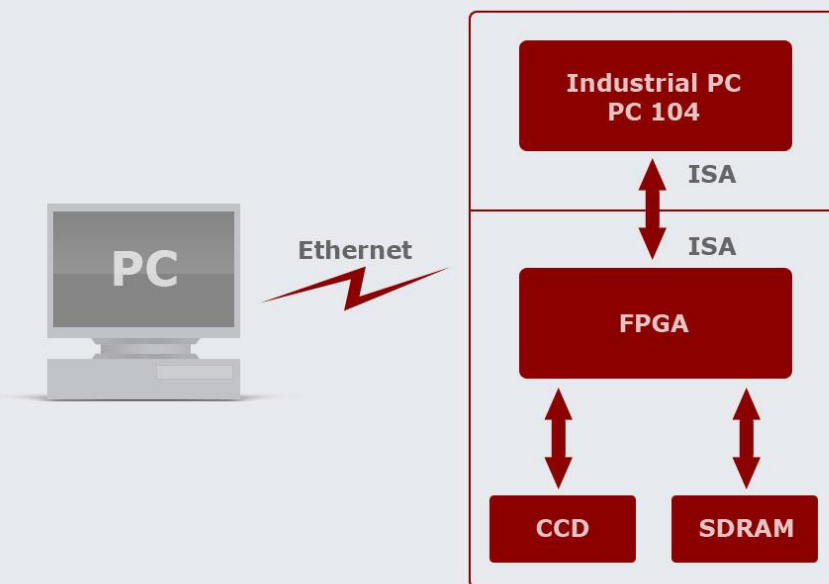 Industrial PC
PC 104
ISA
ISA
PC
Ethernet
FPGA
CCD
SDRAM